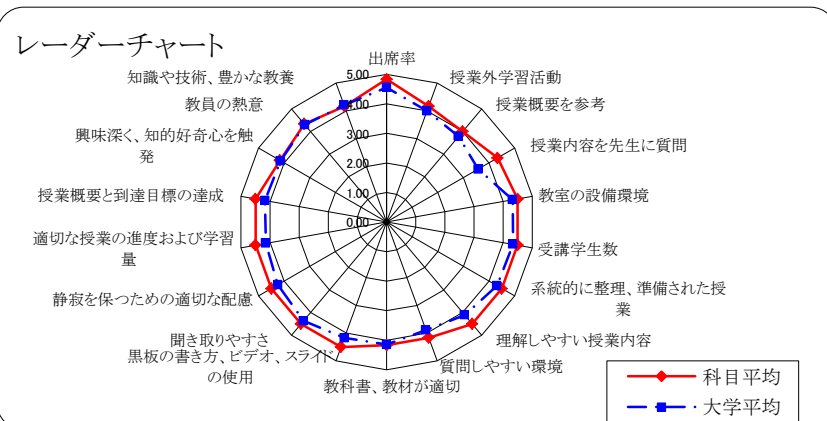 レーダーチャート
出席率
授業外学習活動
授業概要を参考
授業内容を先生に質問
教室の設備環境
受講学生数
系統的に整理、準備された授
業
理解しやすい授業内容
質問しやすい環境
教科書、教材が適切
黒板の書き方、ビデオ、スライド
の使用
聞き取りやすさ
静寂を保つための適切な配慮
適切な授業の進度および学習
量
授業概要と到達目標の達成
興味深く、知的好奇心を触
発
教員の熱意
知識や技術、豊かな教養
5.00
4.00
3.00
2.00
1.00
0.00
科目平均
大学平均